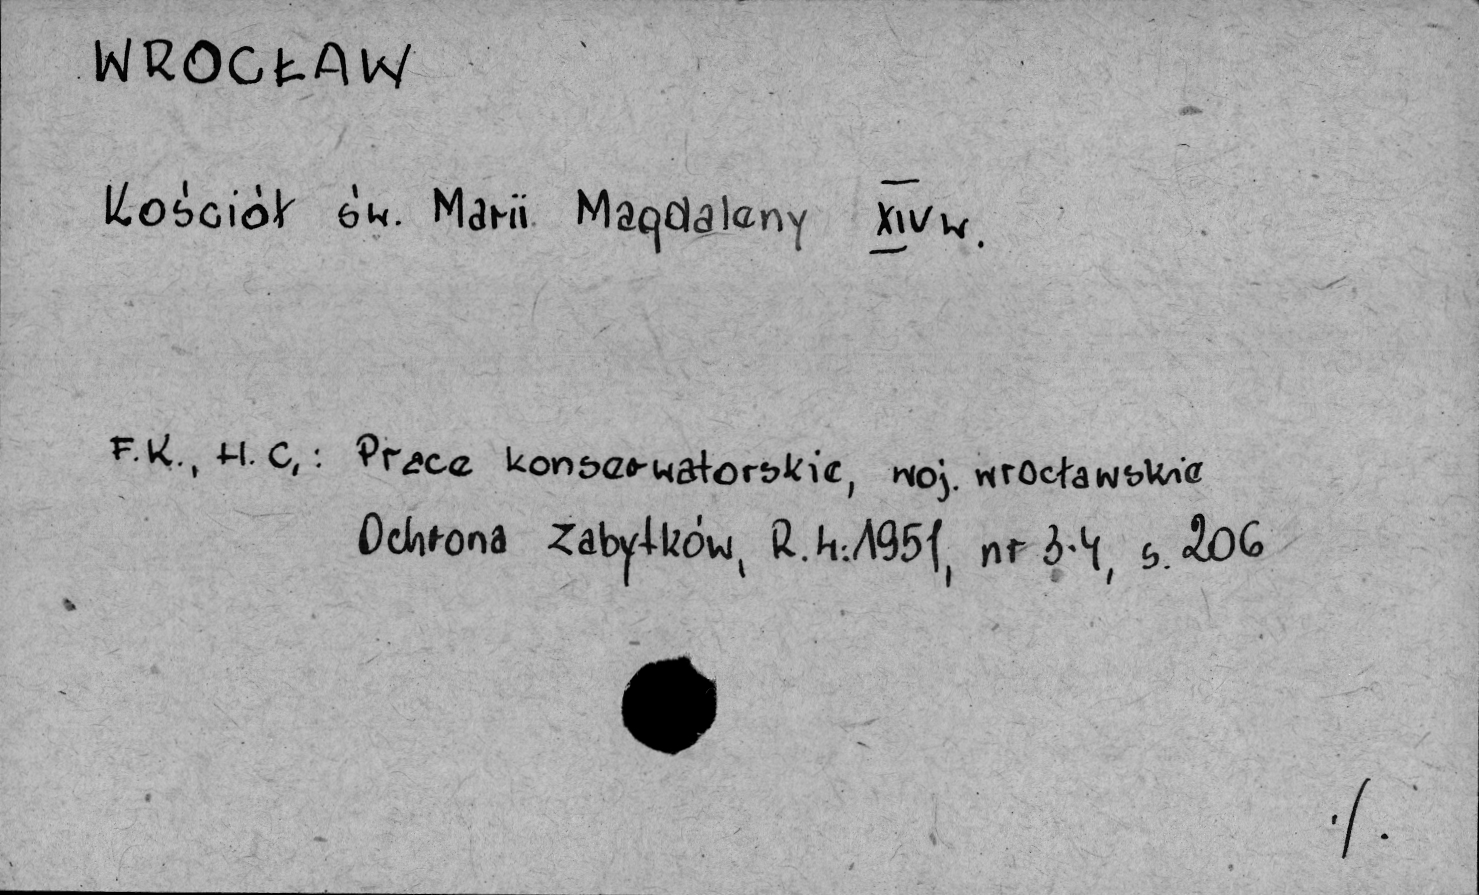 WROCŁAW
Kościół św. Marii Magdaleny XIV w.
F.K., H.C,: Prace konserwatorskie, woj. wrocławskie
Ochrona Zabytków, R. 4:1951, nr 3-4, s. 206
./.